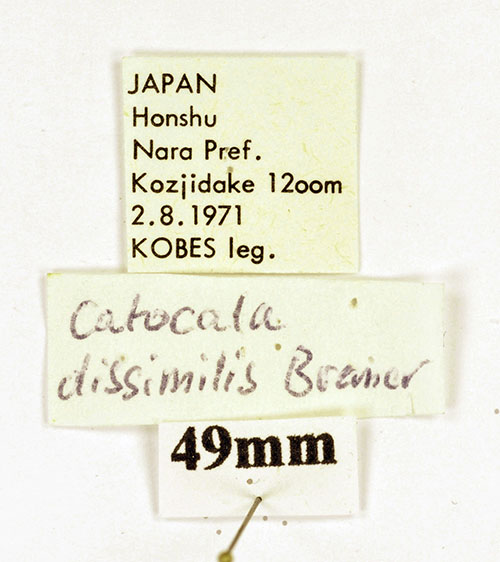 JAPAN
Honshu
Nara Pref.
Kozjidake 12oom
2.8.1971
KOBES leg.
Catocala
dissimilis Bremer
49mm